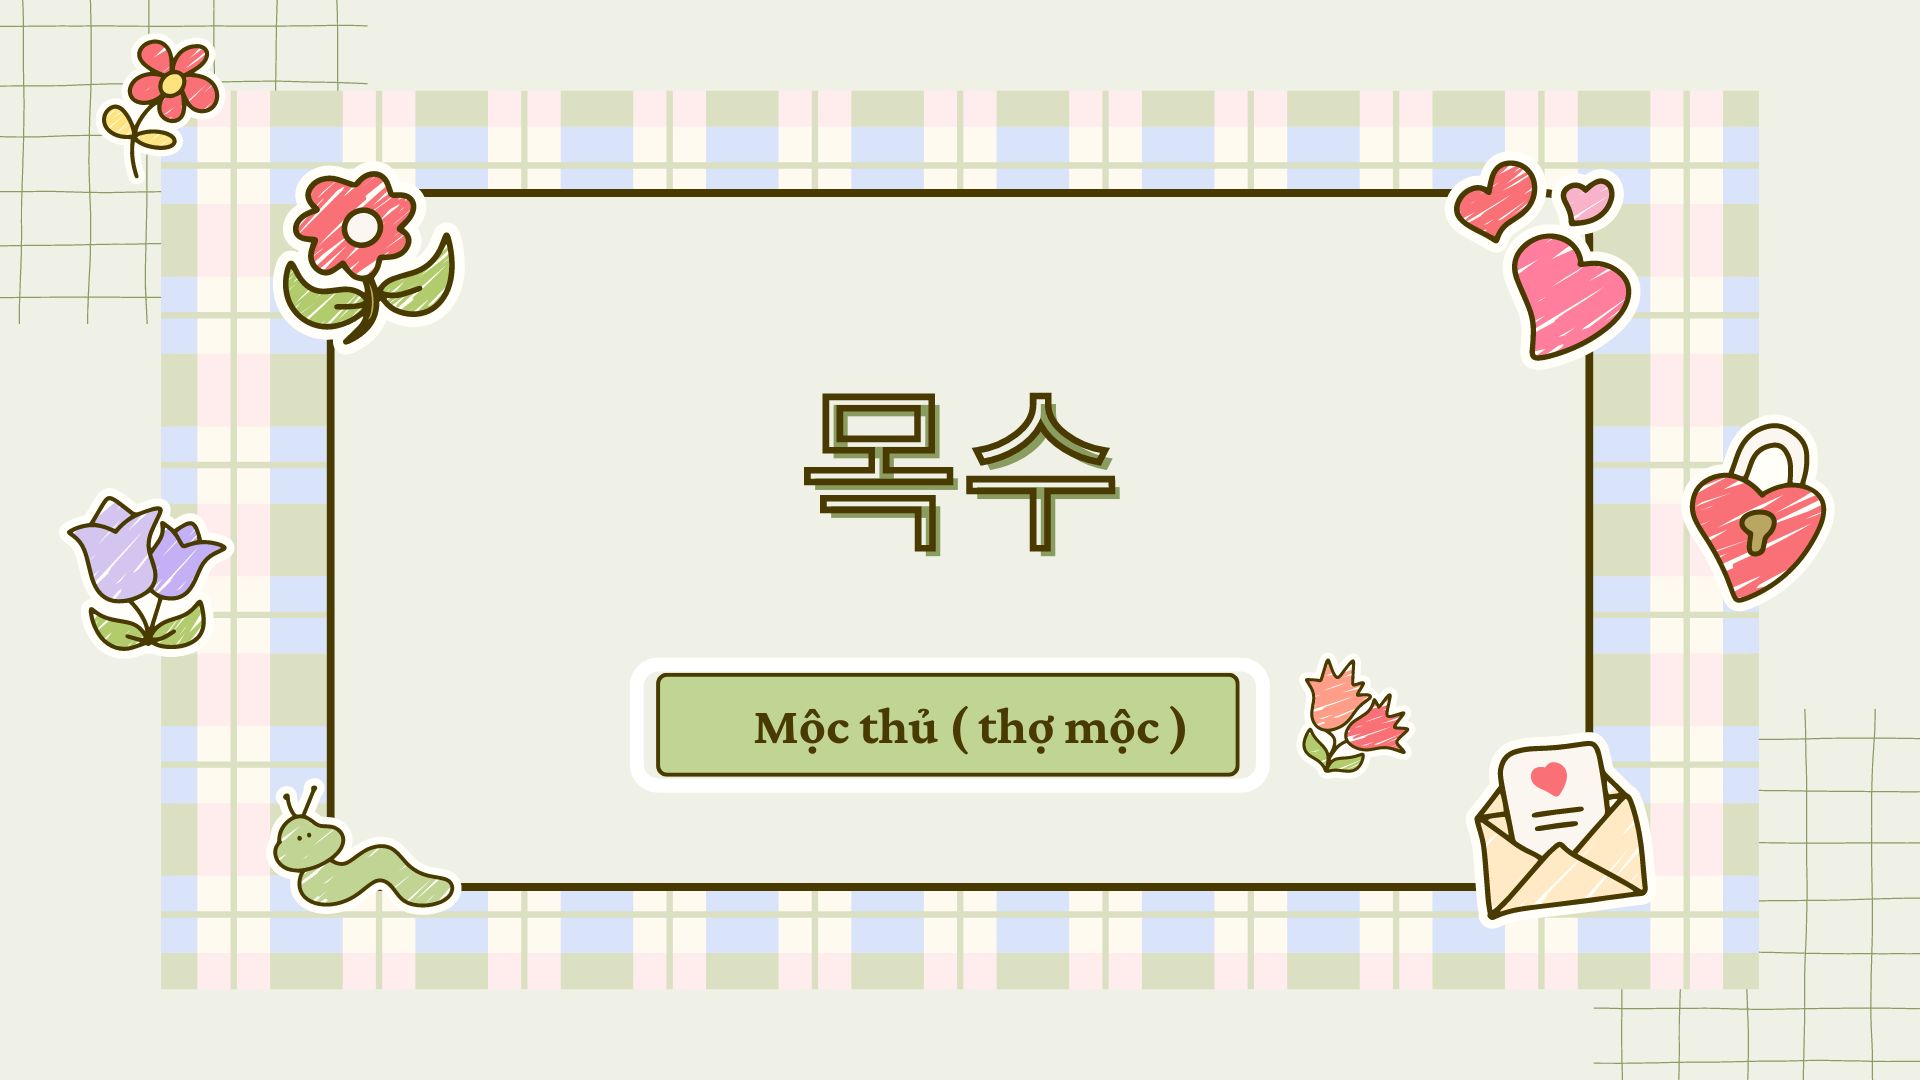 목수
Mộc thủ ( thợ mộc )